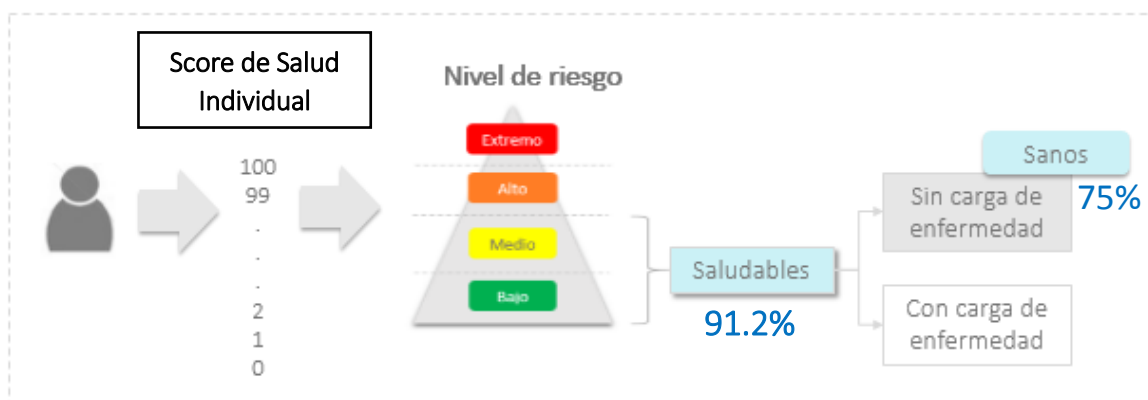 Score de Salud
Individual
Nivel de riesgo
100
99
.
.
.
2
1
0
Extremo
Alto
Medio
Bajo
Saludables
91.2%
Sanos
75%
Sin carga de
enfermedad
Con carga de
enfermedad